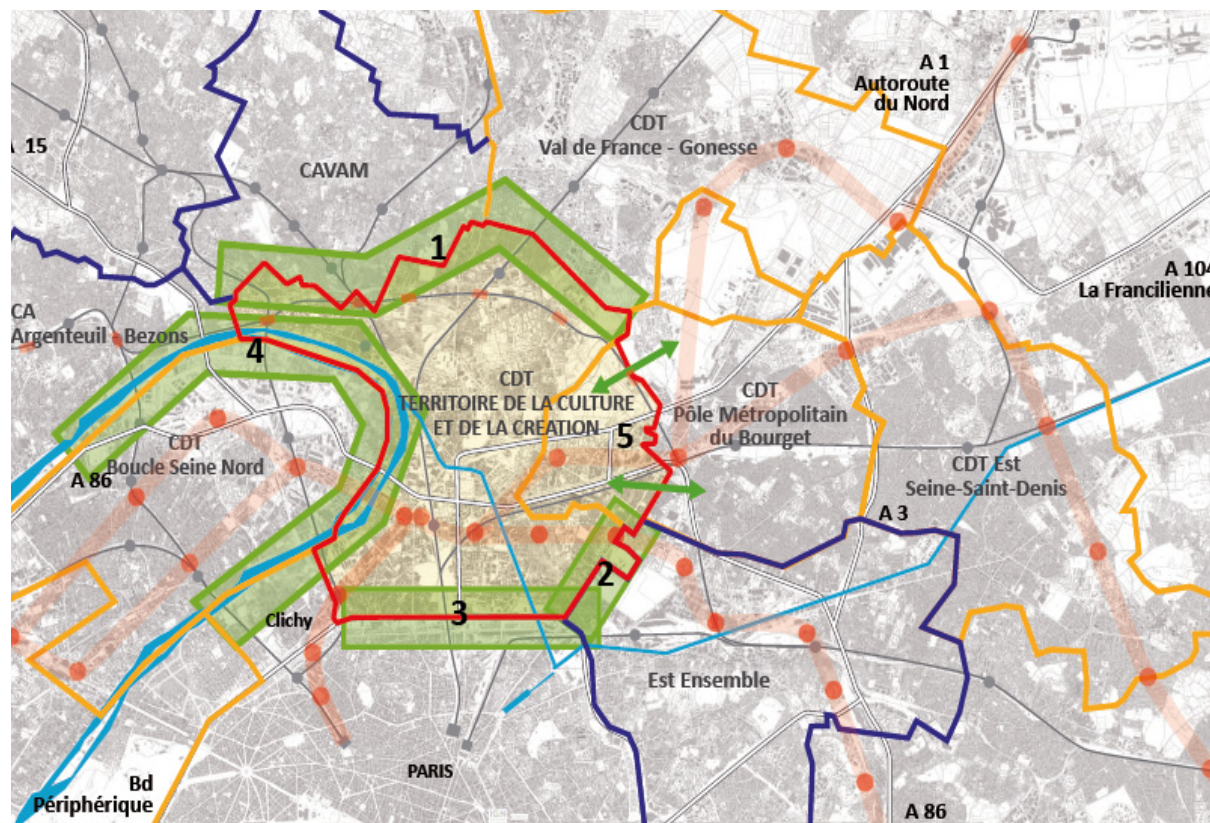 A 1
Autoroute
du Nord
CDT
Val de France - Gonesse
15
CAVAM
1
A 104
La Francilienne
CA
Argenteuil - Bezons
4
CDT
TERRITOIRE DE LA CULTURE
ET DE LA CREATION
5
CDT
Pôle Métropolitain
du Bourget
CDT
Boucle Seine Nord
A 86
CDT Est
Seine-Saint-Denis
A 3
2
3
Clichy
Est Ensemble
PARIS
Bd
Périphérique
A 86